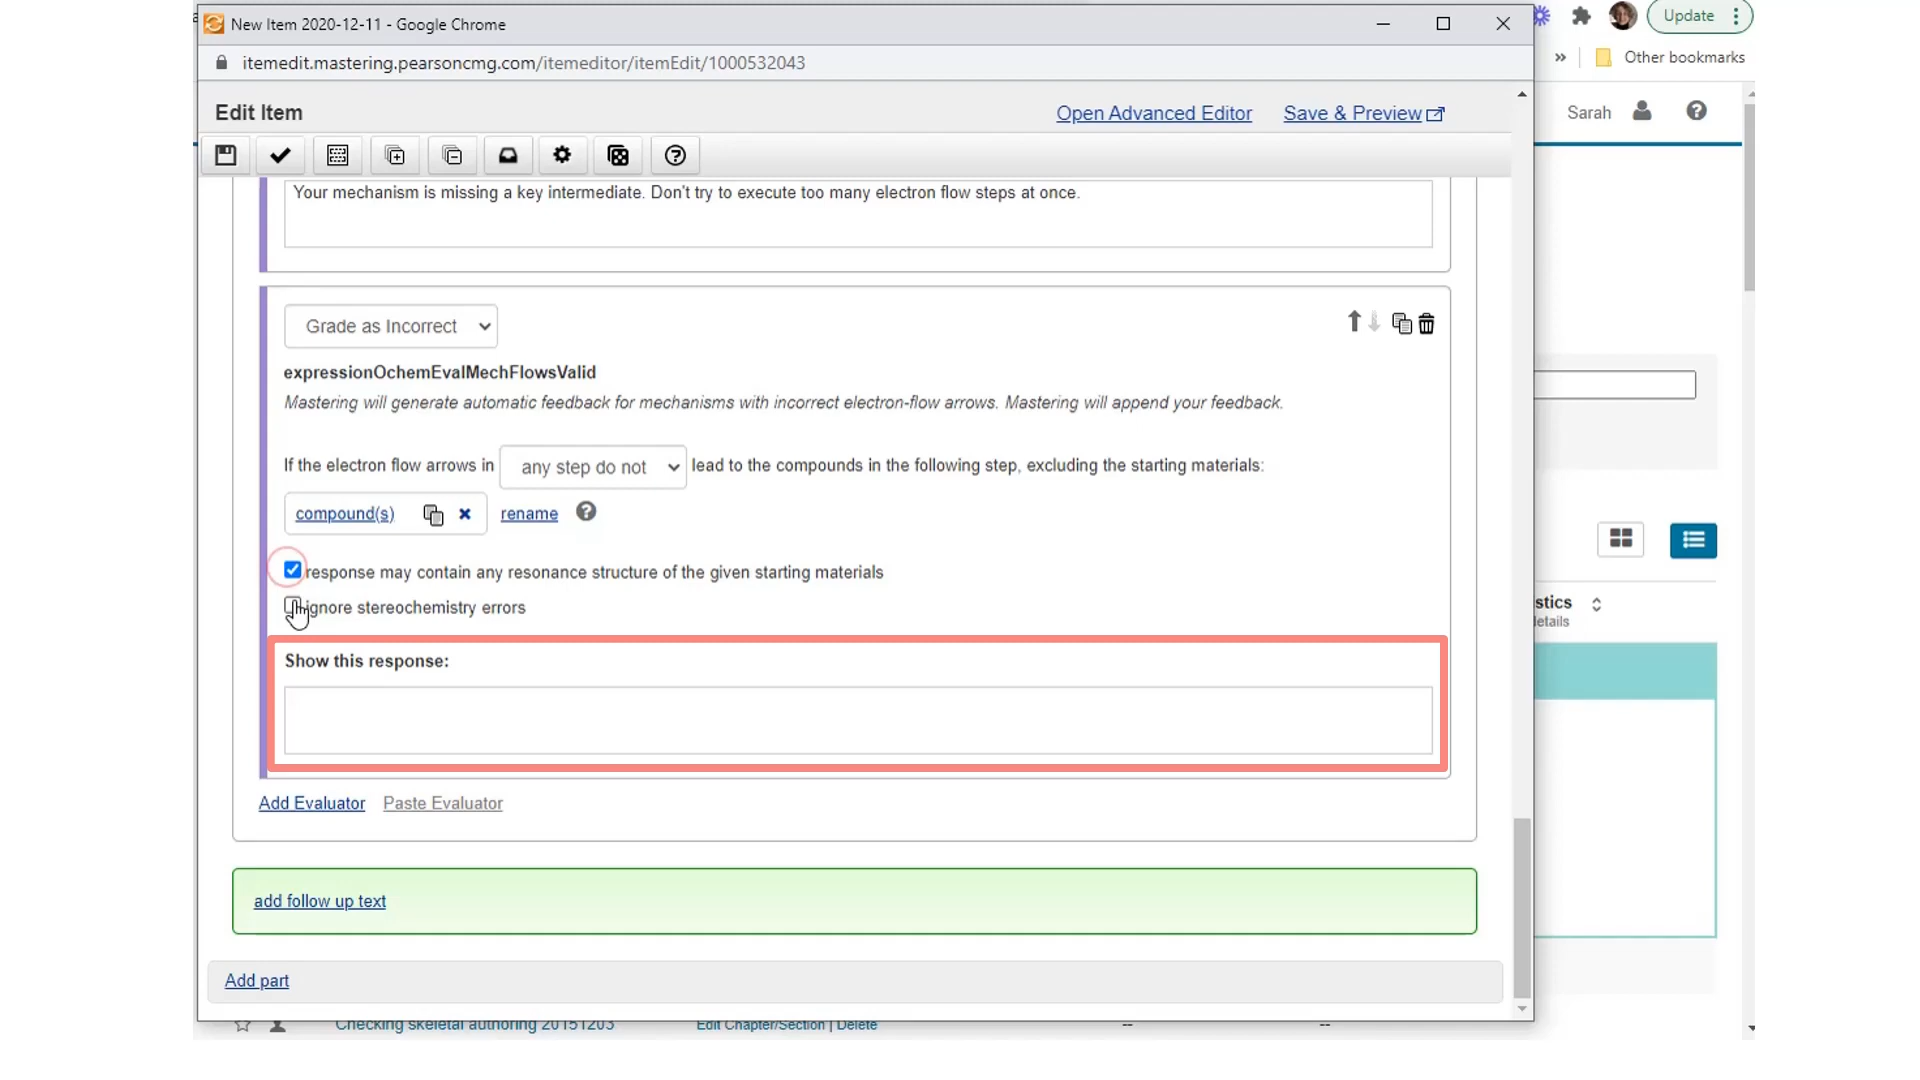 New Item 2020-12-11 - Google Chrome
Update
itemedit.mastering.pearsoncmg.com/itemeditor/itemEdit/1000532043
» Other bookmarks
Edit Item
Open Advanced Editor
Save & Preview
Sarah
Your mechanism is missing a key intermediate. Don't try to execute too many electron flow steps at once.
Grade as Incorrect
expressionOchemEvalMechFlowsValid
Mastering will generate automatic feedback for mechanisms with incorrect electron-flow arrows. Mastering will append your feedback.
If the electron flow arrows in any step do not lead to the compounds in the following step, excluding the starting materials:
compound(s) rename
response may contain any resonance structure of the given starting materials
ignore stereochemistry errors
stics
etails
Show this response:
Add Evaluator Paste Evaluator
add follow up text
Add part
Checking skeletal authoring 20151203 Edit Chapter/Section | Delete -- --